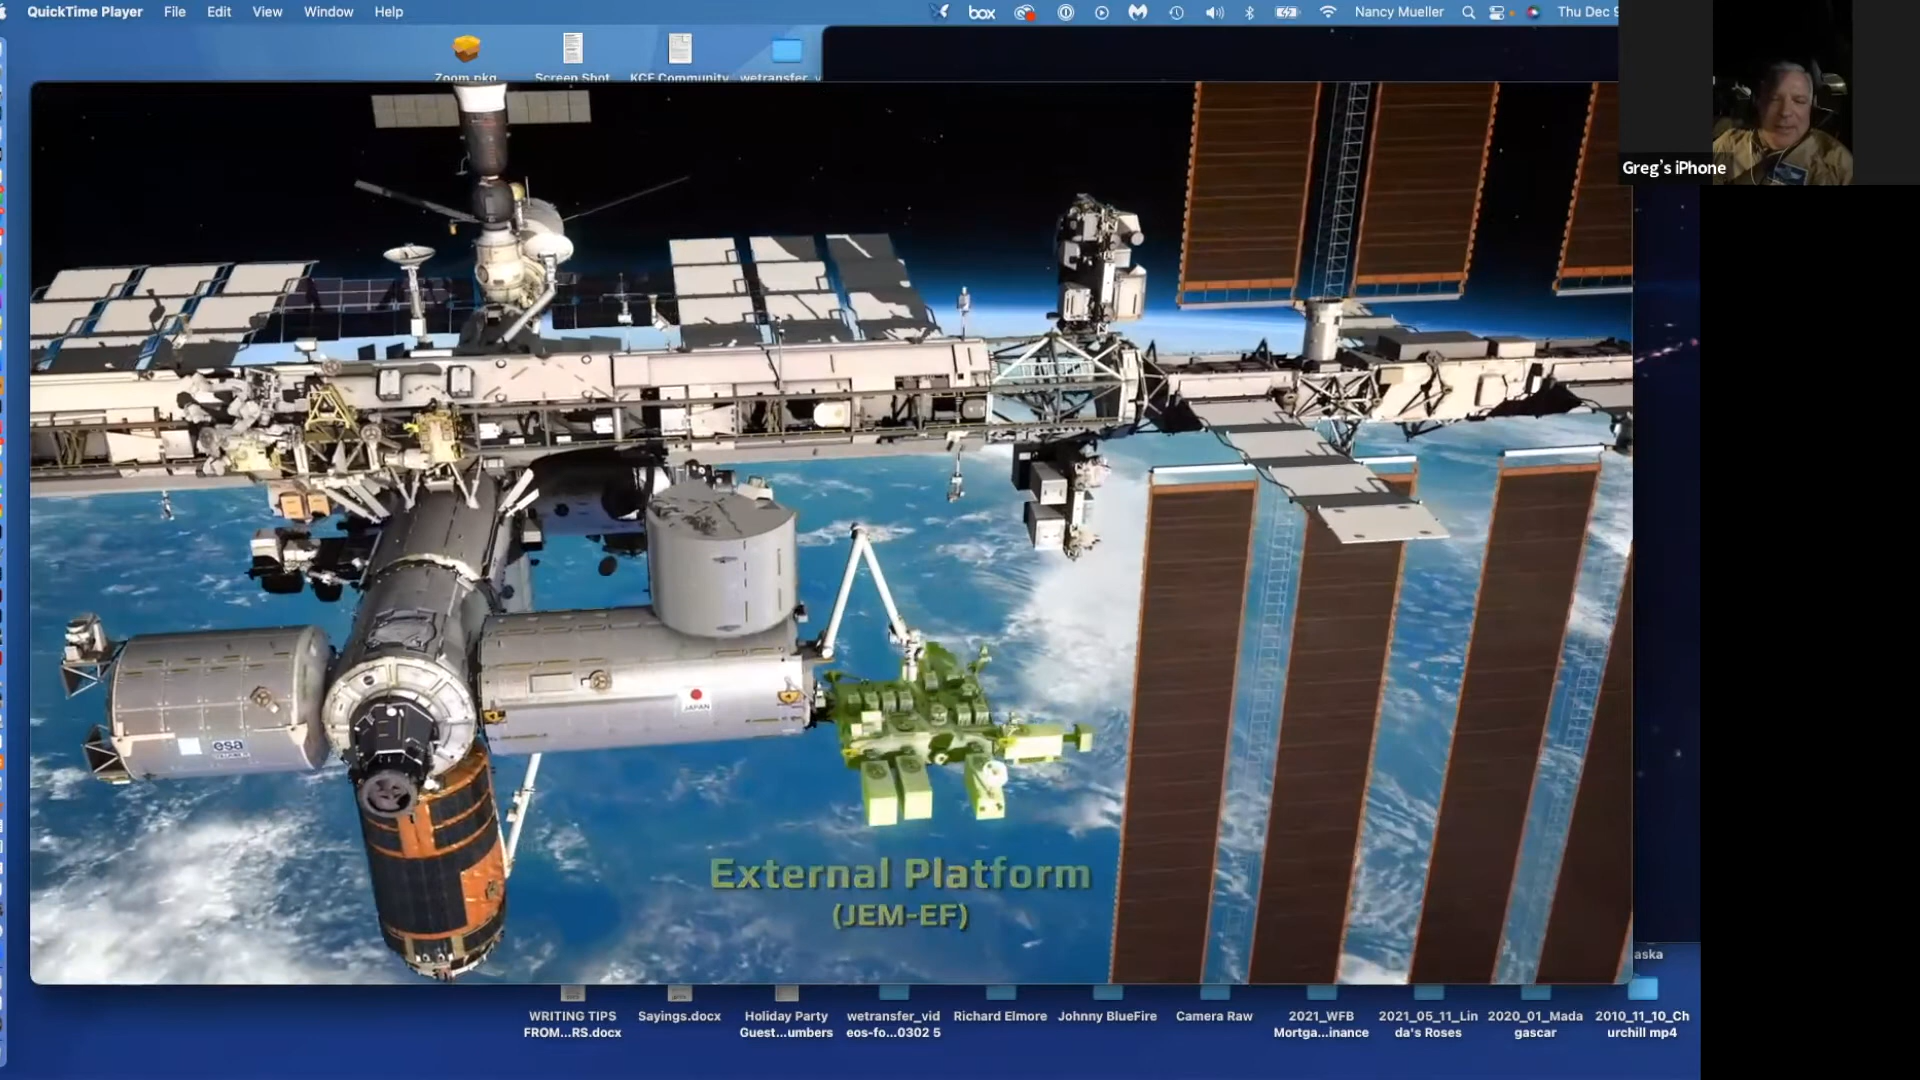 QuickTime Player File Edit View Window Help
box Nancy Mueller Thu Dec 9
Zoom.pkg Screen Shot KCF Community wetransfer_v
Greg's iPhone
JAPAN
esa
External Platform
(JEM-EF)
aska
WRITING TIPS
FROM...RS.docx
Sayings.docx
Holiday Party
Guest...umbers
wetransfer_vid
eos-fo...0302 5
Richard Elmore
Johnny BlueFire
Camera Raw
2021_WFB
Mortga...inance
2021_05_11_Lin
da's Roses
2020_01_Mada
gascar
2010_11_10_Ch
urchill mp4